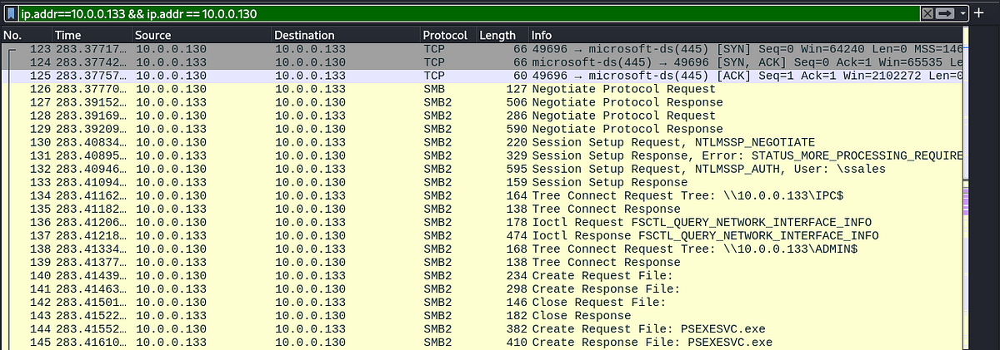 ip.addr==10.0.0.133 && ip.addr == 10.0.0.130
No. Time Source Destination Protocol Length Info
123 283.37717… 10.0.0.130 10.0.0.133 TCP 66 49696 → microsoft-ds(445) [SYN] Seq=0 Win=64240 Len=0 MSS=146
124 283.37742… 10.0.0.133 10.0.0.130 TCP 66 microsoft-ds(445) → 49696 [SYN, ACK] Seq=0 Ack=1 Win=65535 Le
125 283.37757… 10.0.0.130 10.0.0.133 TCP 60 49696 → microsoft-ds(445) [ACK] Seq=1 Ack=1 Win=2102272 Len=0
126 283.37770… 10.0.0.130 10.0.0.133 SMB 127 Negotiate Protocol Request
127 283.39152… 10.0.0.133 10.0.0.130 SMB2 506 Negotiate Protocol Response
128 283.39169… 10.0.0.130 10.0.0.133 SMB2 286 Negotiate Protocol Request
129 283.39209… 10.0.0.133 10.0.0.130 SMB2 590 Negotiate Protocol Response
130 283.40834… 10.0.0.130 10.0.0.133 SMB2 220 Session Setup Request, NTLMSSP_NEGOTIATE
131 283.40895… 10.0.0.133 10.0.0.130 SMB2 329 Session Setup Response, Error: STATUS_MORE_PROCESSING_REQUIRE
132 283.40946… 10.0.0.130 10.0.0.133 SMB2 595 Session Setup Request, NTLMSSP_AUTH, User: \ssales
133 283.41094… 10.0.0.133 10.0.0.130 SMB2 159 Session Setup Response
134 283.41162… 10.0.0.130 10.0.0.133 SMB2 164 Tree Connect Request Tree: \\10.0.0.133\IPC$
135 283.41182… 10.0.0.133 10.0.0.130 SMB2 138 Tree Connect Response
136 283.41206… 10.0.0.130 10.0.0.133 SMB2 178 Ioctl Request FSCTL_QUERY_NETWORK_INTERFACE_INFO
137 283.41218… 10.0.0.133 10.0.0.130 SMB2 474 Ioctl Response FSCTL_QUERY_NETWORK_INTERFACE_INFO
138 283.41334… 10.0.0.130 10.0.0.133 SMB2 168 Tree Connect Request Tree: \\10.0.0.133\ADMIN$
139 283.41377… 10.0.0.133 10.0.0.130 SMB2 138 Tree Connect Response
140 283.41439… 10.0.0.130 10.0.0.133 SMB2 234 Create Request File:
141 283.41463… 10.0.0.133 10.0.0.130 SMB2 298 Create Response File:
142 283.41501… 10.0.0.130 10.0.0.133 SMB2 146 Close Request File:
143 283.41522… 10.0.0.133 10.0.0.130 SMB2 182 Close Response
144 283.41552… 10.0.0.130 10.0.0.133 SMB2 382 Create Request File: PSEXESVC.exe
145 283.41610… 10.0.0.133 10.0.0.130 SMB2 410 Create Response File: PSEXESVC.exe